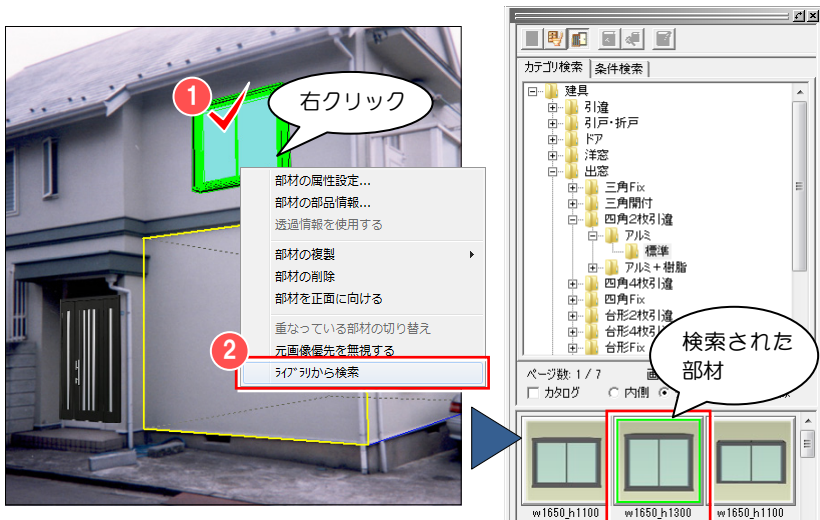 1
右クリック
部材の属性設定...
部材の部品情報...
透過情報を使用する
部材の複製
部材の削除
部材を正面に向ける
重なっている部材の切り替え
元画像優先を無視する
2
ﾗｲﾌﾞﾗﾘから検索
カテゴリ検索
条件検索
建具
引違
引戸・折戸
ドア
洋窓
出窓
三角Fix
三角開付
四角2枚引違
アルミ
標準
アルミ＋樹脂
四角4枚引違
四角Fix
台形2枚引違
台形4枚引
台形Fix
検索された
部材
ページ数: 1 / 7
カタログ
内側
w1650_h1100
w1650_h1300
w1650_h1100